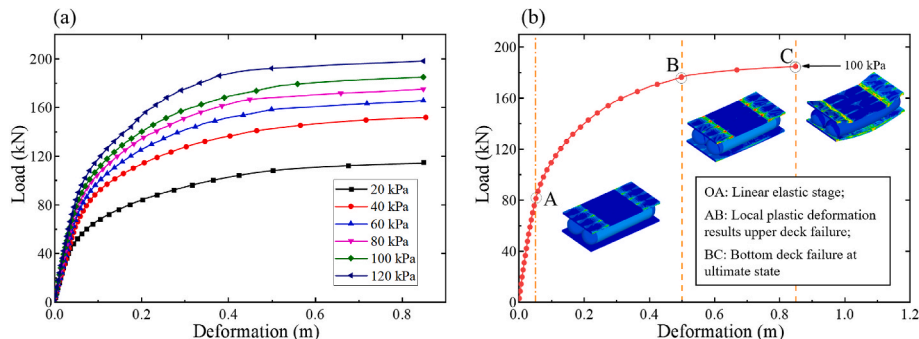 (a)
200
160
120
80
40
0
Load (kN)
0.0 0.2 0.4 0.6 0.8
Deformation (m)
20 kPa
40 kPa
60 kPa
80 kPa
100 kPa
120 kPa
(b)
200
160
120
80
40
0
Load (kN)
0.0 0.2 0.4 0.6 0.8 1.0 1.2
Deformation (m)
A
B
C
100 kPa
OA: Linear elastic stage;
AB: Local plastic deformation
results upper deck failure;
BC: Bottom deck failure at
ultimate state